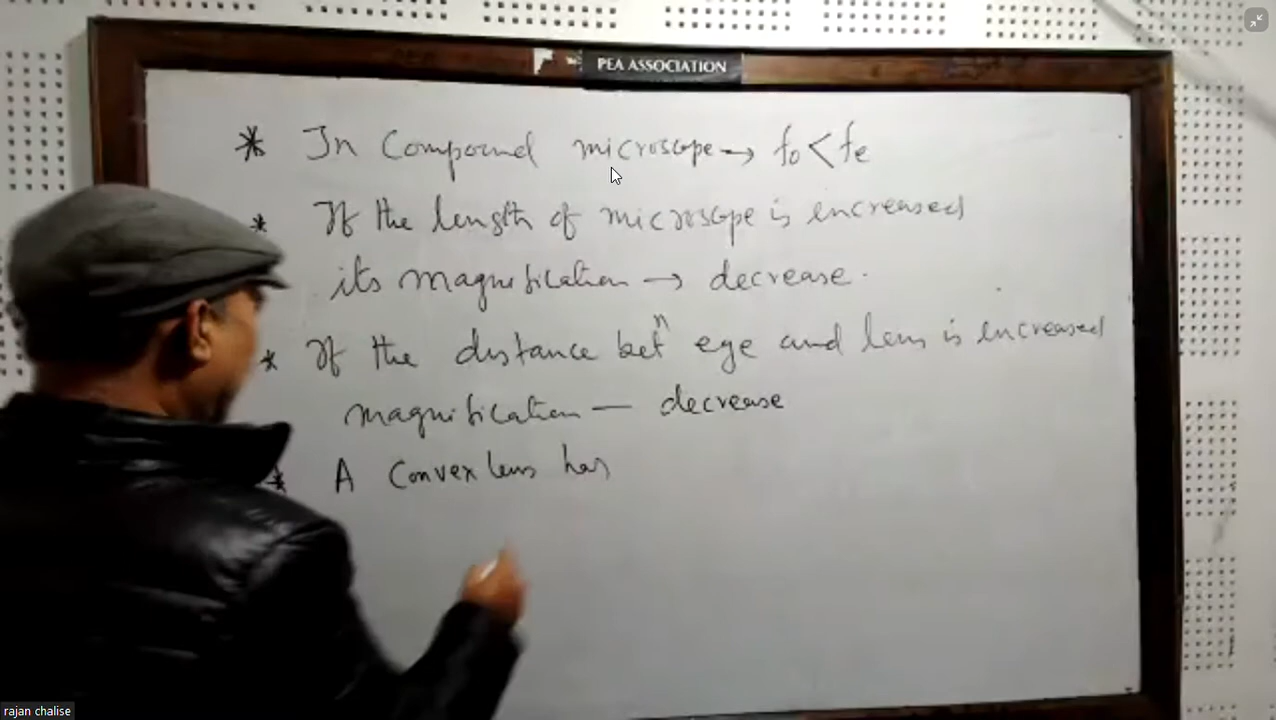 PEA ASSOCIATION
* In Compound microscope → fo < fe
* If the length of microscope is increased
its magnification → decrease.
* If the distance betⁿ eye and lens is increased
magnification — decrease
* A Convex lens has
rajan chalise